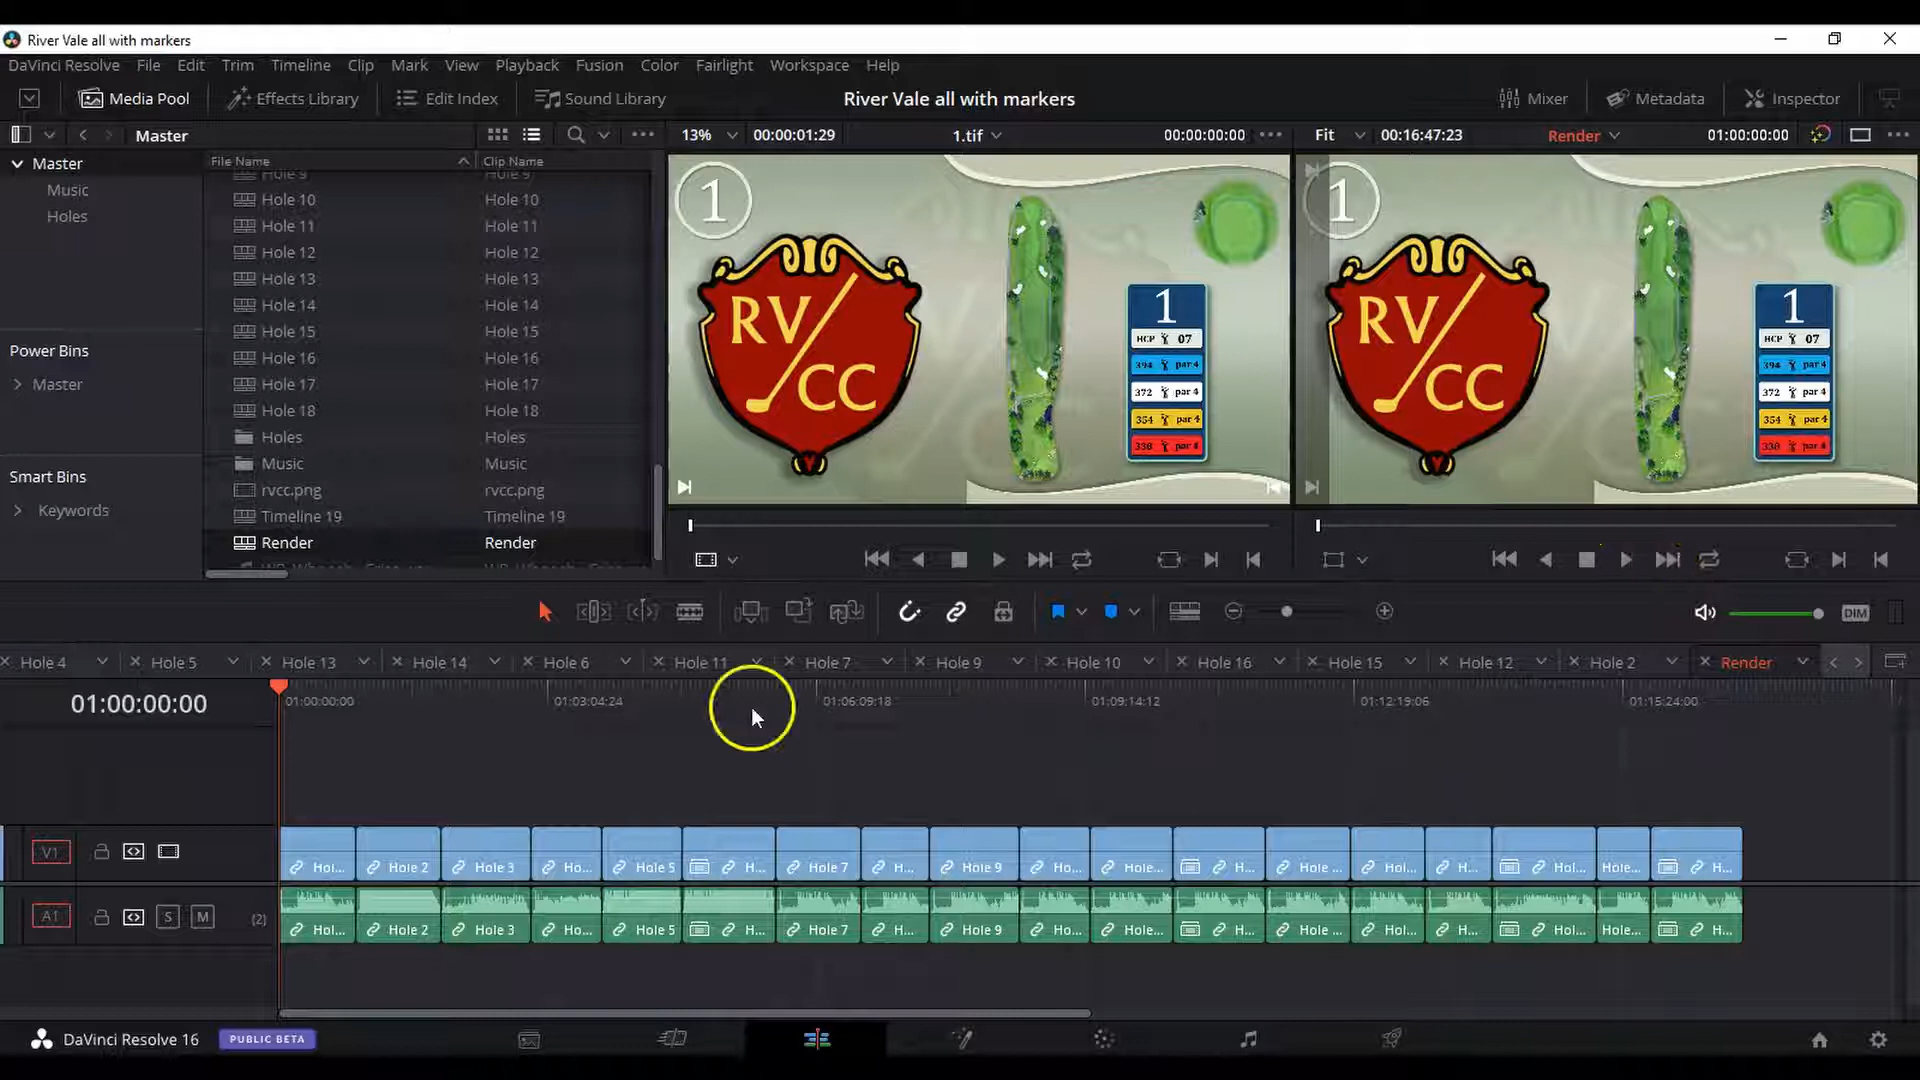 River Vale all with markers
DaVinci Resolve File Edit Trim Timeline Clip Mark View Playback Fusion Color Fairlight Workspace Help
Media Pool Effects Library Edit Index Sound Library River Vale all with markers Mixer Metadata Inspector
Master 13% 00:00:01:29 1.tif 00:00:00:00 Fit 00:16:47:23 Render 01:00:00:00
Master
Music
Holes
Power Bins
Master
Smart Bins
Keywords
File Name Clip Name
Hole 9 Hole 9
Hole 10 Hole 10
Hole 11 Hole 11
Hole 12 Hole 12
Hole 13 Hole 13
Hole 14 Hole 14
Hole 15 Hole 15
Hole 16 Hole 16
Hole 17 Hole 17
Hole 18 Hole 18
Holes Holes
Music Music
rvcc.png rvcc.png
Timeline 19 Timeline 19
Render Render
1
RV
CC
1
HCP 07
394 par 4
372 par 4
354 par 4
338 par 4
1
RV
CC
1
HCP 07
394 par 4
372 par 4
354 par 4
338 par 4
DIM
Hole 4 Hole 5 Hole 13 Hole 14 Hole 6 Hole 11 Hole 7 Hole 9 Hole 10 Hole 16 Hole 15 Hole 12 Hole 2 Render
01:00:00:00 01:00:00:00 01:03:04:24 01:06:09:18 01:09:14:12 01:12:19:06 01:15:24:00
V1 Hol... Hole 2 Hole 3 Ho... Hole 5 H... Hole 7 H... Hole 9 Ho... Hole... H... Hole ... Hol... H... Hol... Hole... H...
A1 S M (2) Hol... Hole 2 Hole 3 Ho... Hole 5 H... Hole 7 H... Hole 9 Ho... Hole... H... Hole ... Hol... H... Hol... Hole... H...
DaVinci Resolve 16 PUBLIC BETA